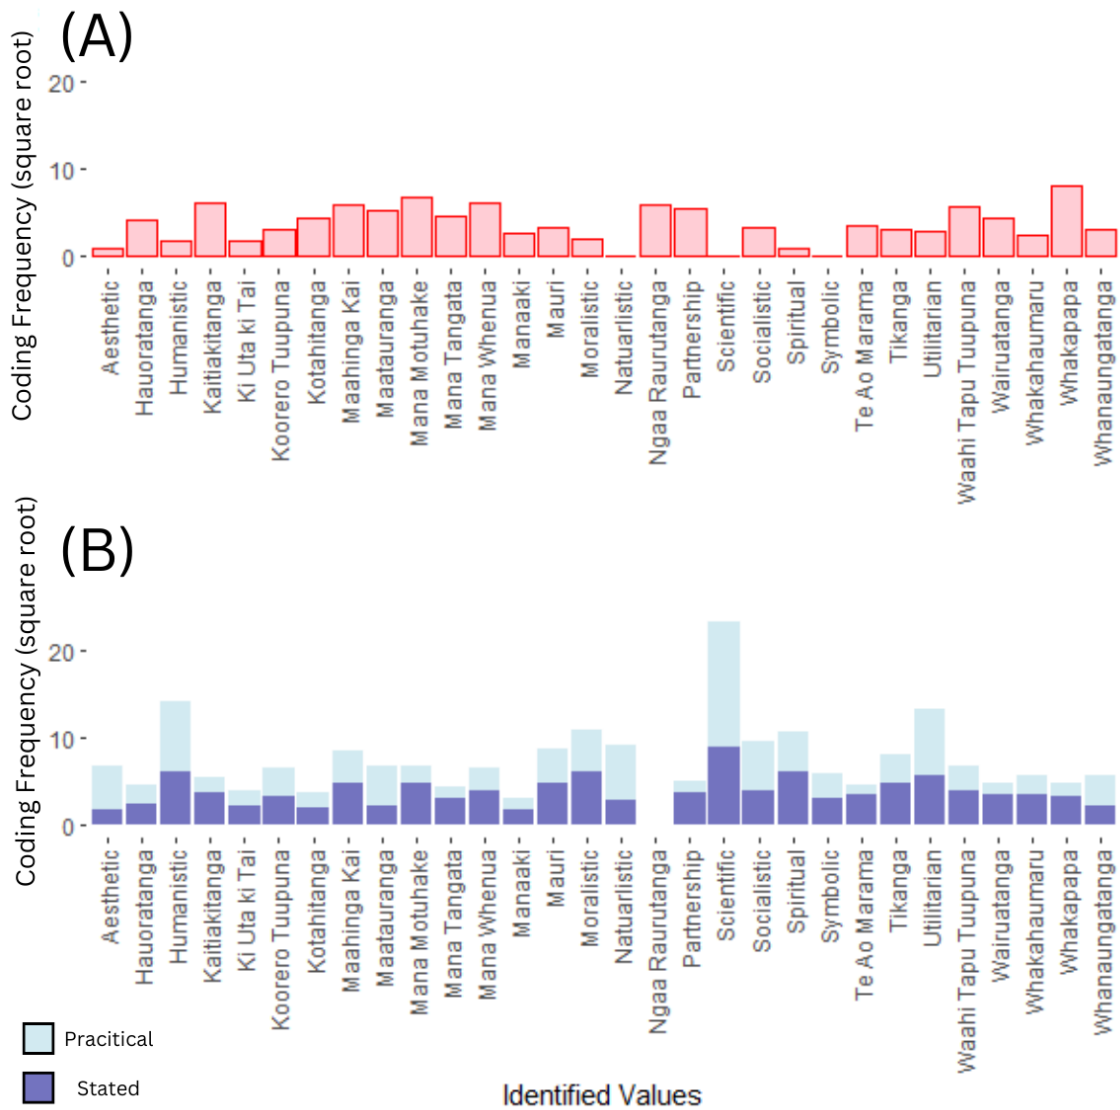 (A)
Coding Frequency (square root)
20
10
0
Aesthetic
Hauoratanga
Humanistic
Kaitiakitanga
Ki Uta ki Tai
Koorero Tuupuna
Kotahitanga
Maahinga Kai
Maatauranga
Mana Motuhake
Mana Tangata
Mana Whenua
Manaaki
Mauri
Moralistic
Natuarlistic
Ngaa Raurutanga
Partnership
Scientific
Socialistic
Spiritual
Symbolic
Te Ao Marama
Tikanga
Utilitarian
Waahi Tapu Tuupuna
Wairuatanga
Whakahaumaru
Whakapapa
Whanaungatanga
(B)
Coding Frequency (square root)
20
10
0
Aesthetic
Hauoratanga
Humanistic
Kaitiakitanga
Ki Uta ki Tai
Koorero Tuupuna
Kotahitanga
Maahinga Kai
Maatauranga
Mana Motuhake
Mana Tangata
Mana Whenua
Manaaki
Mauri
Moralistic
Natuarlistic
Ngaa Raurutanga
Partnership
Scientific
Socialistic
Spiritual
Symbolic
Te Ao Marama
Tikanga
Utilitarian
Waahi Tapu Tuupuna
Wairuatanga
Whakahaumaru
Whakapapa
Whanaungatanga
Pracitical
Stated
Identified Values